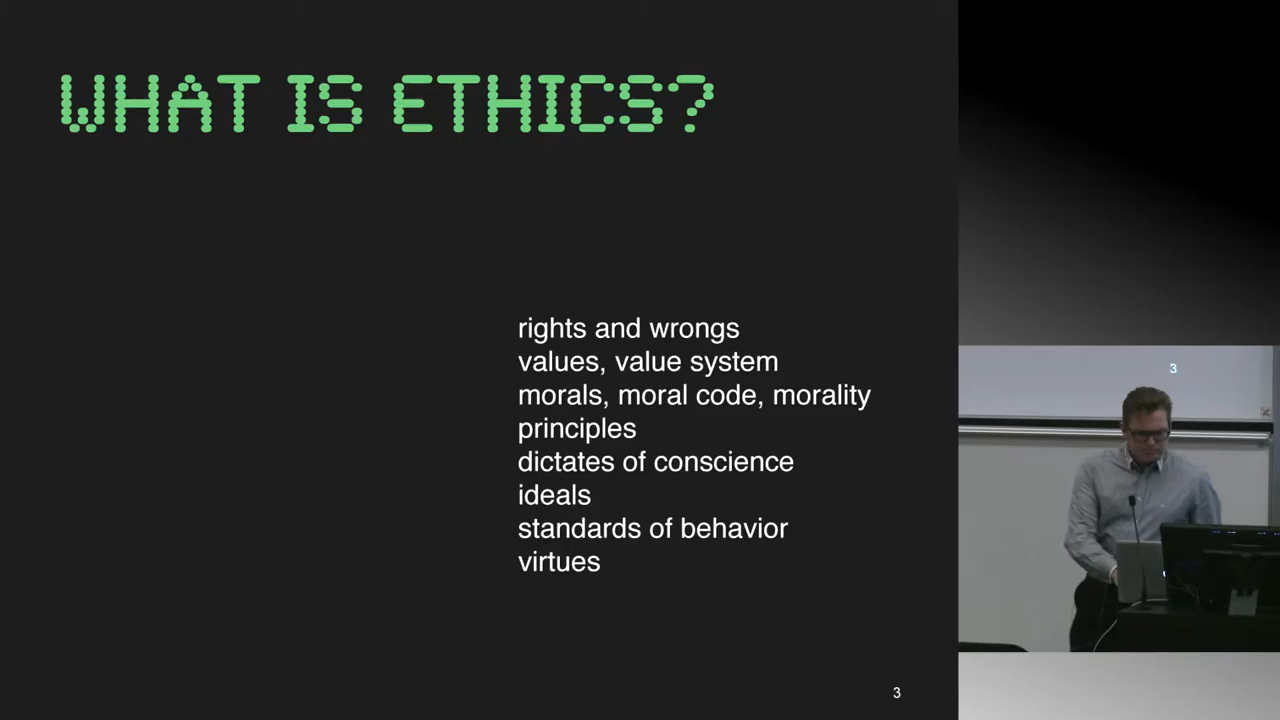 WHAT IS ETHICS?
rights and wrongs
values, value system
morals, moral code, morality
principles
dictates of conscience
ideals
standards of behavior
virtues
3
3